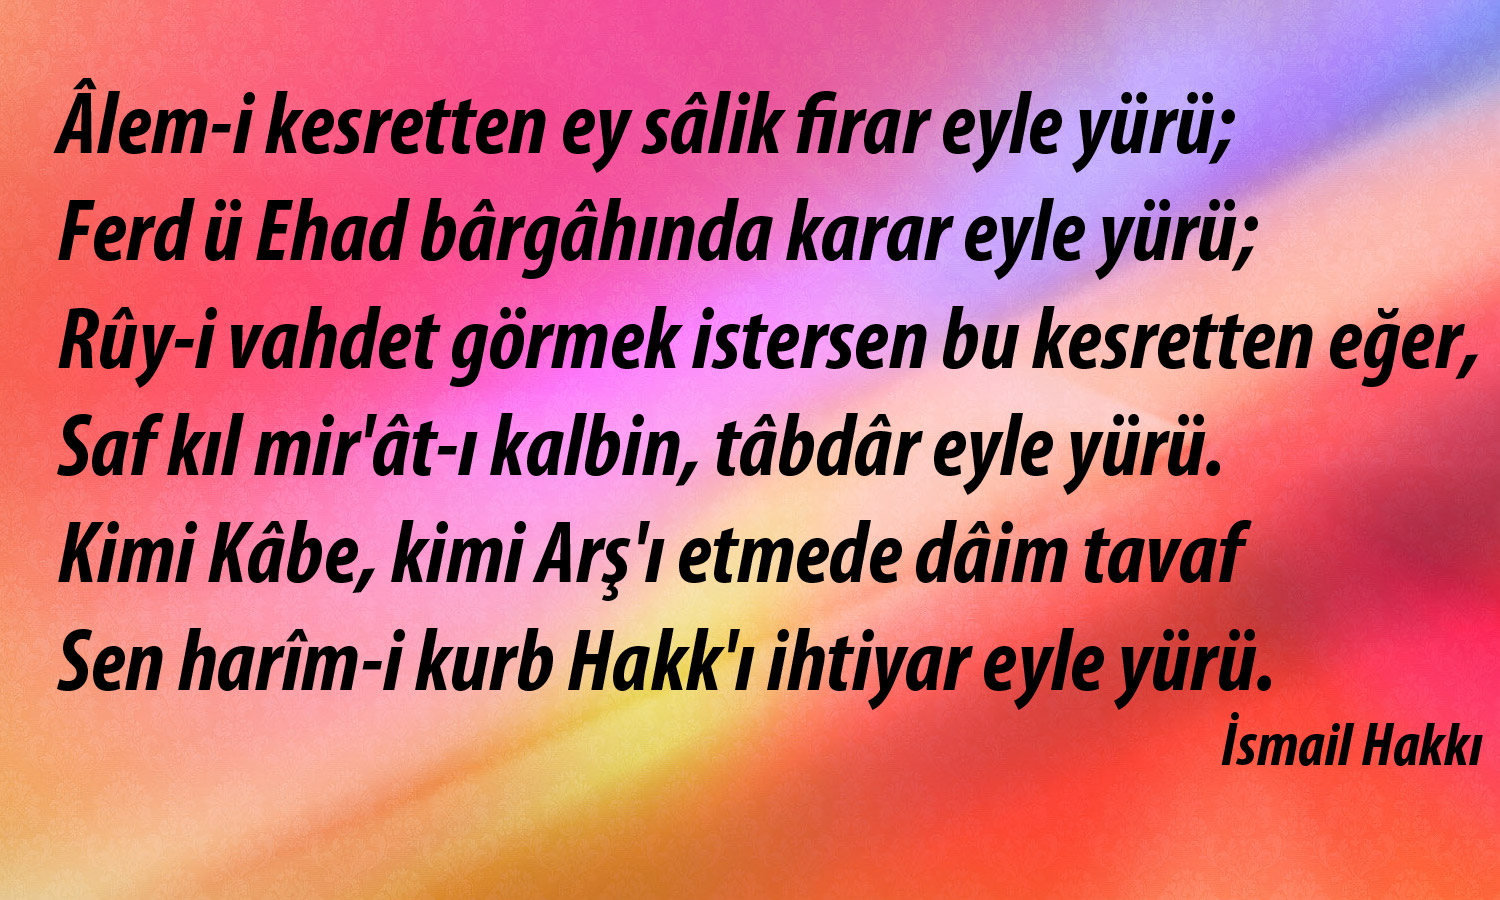 Âlem-i kesretten ey sâlik firar eyle yürü;
Ferd ü Ehad bârgâhında karar eyle yürü;
Rûy-i vahdet görmek istersen bu kesretten eğer,
Saf kıl mir'ât-ı kalbin, tâbdâr eyle yürü.
Kimi Kâbe, kimi Arş'ı etmede dâim tavaf
Sen harîm-i kurb Hakk'ı ihtiyar eyle yürü.
İsmail Hakkı